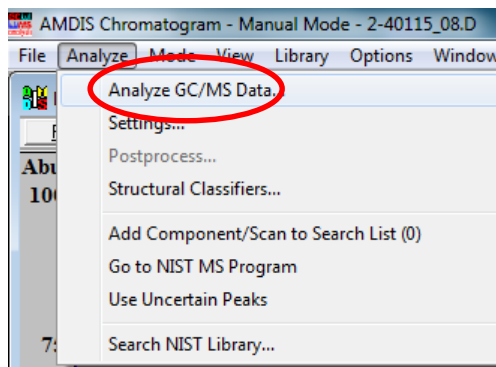 AMDIS Chromatogram - Manual Mode - 2-40115_08.D
File Analyze Mode View Library Options Window
Analyze GC/MS Data...
Settings...
Abu
Postprocess...
100
Structural Classifiers...
Add Component/Scan to Search List (0)
Go to NIST MS Program
Use Uncertain Peaks
Search NIST Library...